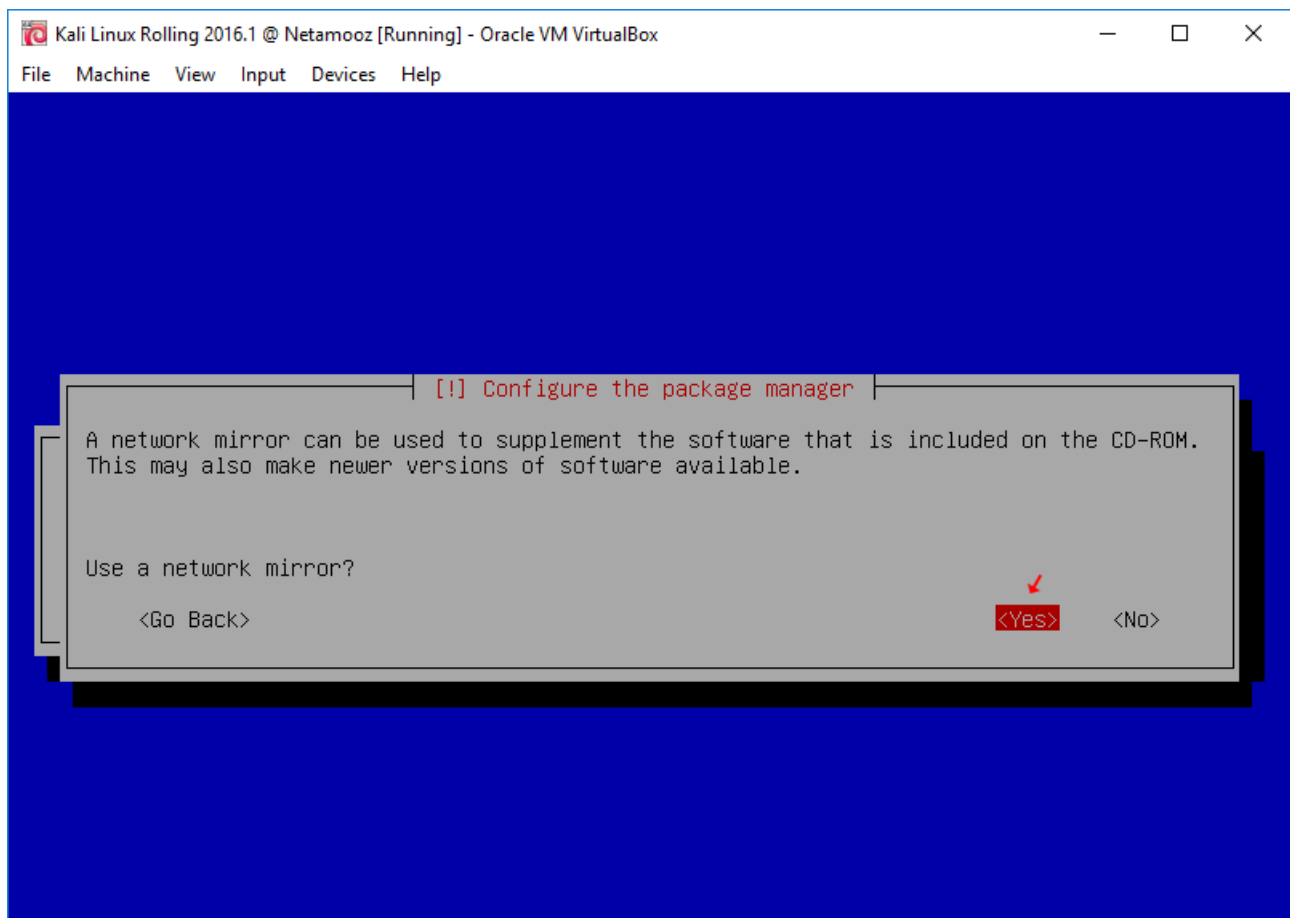 Kali Linux Rolling 2016.1 @ Netamooz [Running] - Oracle VM VirtualBox
File Machine View Input Devices Help
[!] Configure the package manager
A network mirror can be used to supplement the software that is included on the CD-ROM.
This may also make newer versions of software available.
Use a network mirror?
<Go Back> <Yes> <No>